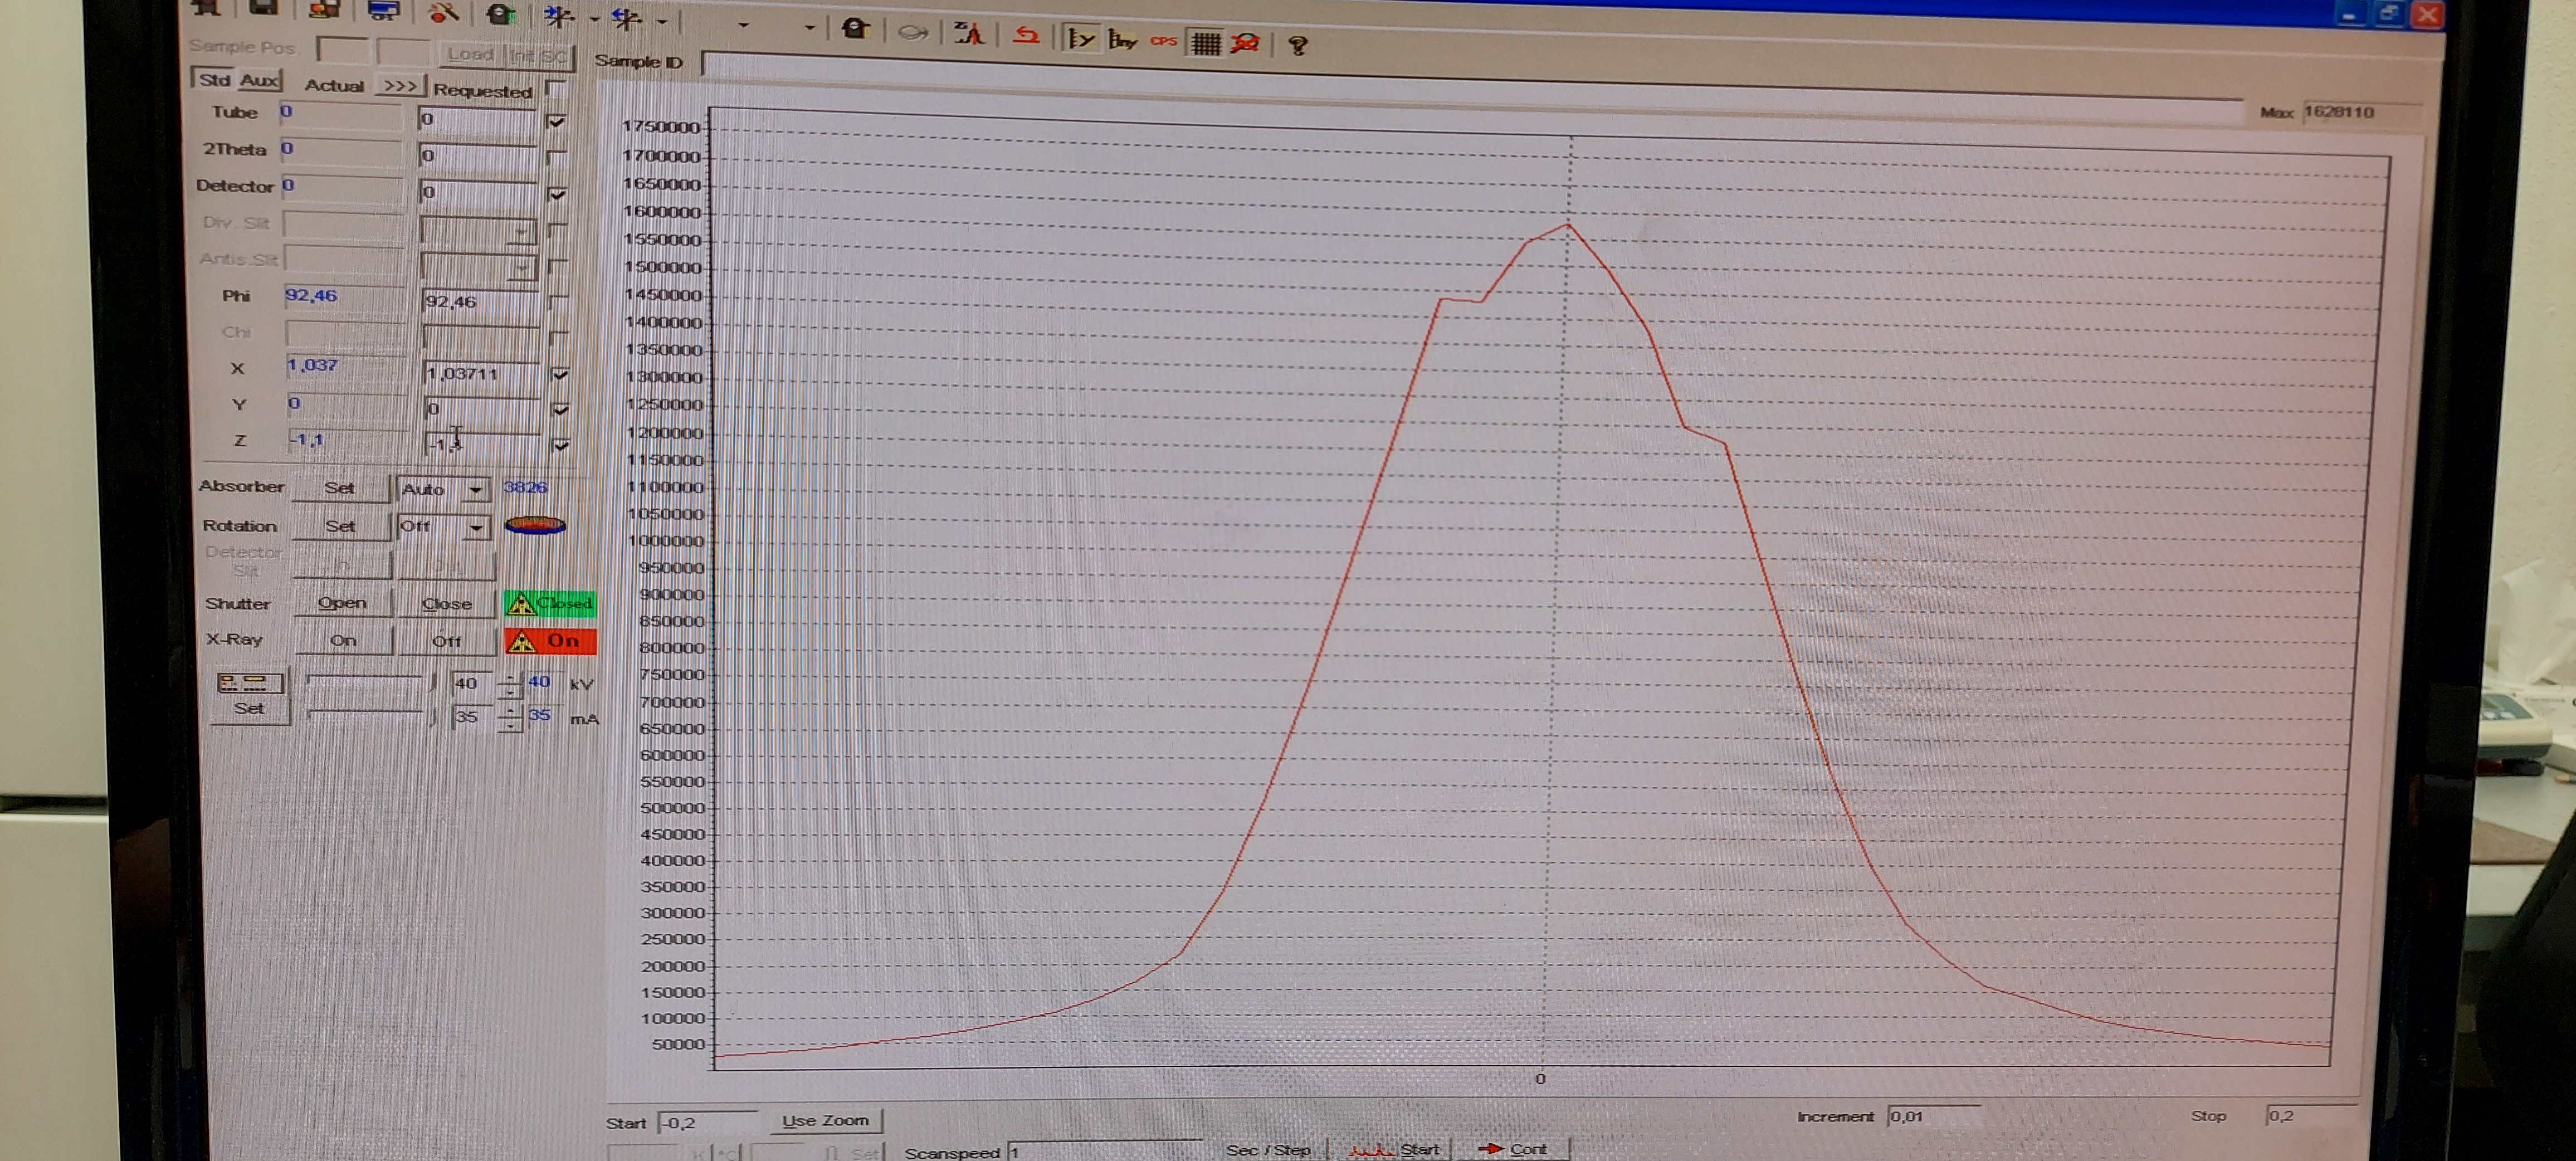 Sample Pos. Load Init SC Sample ID
CPS
Std Aux Actual >>> Requested
Max 1628110
Tube 0 0
2Theta 0 0
Detector 0 0
Div. Slit
Antis.Slit
Phi 92,46 92,46
Chi
X 1,037 1,03711
Y 0 0
Z -1,1
Absorber Set Auto 3826
Rotation Set Off
Detector Slit In Out
Shutter Open Close Closed
X-Ray On Off On
40 40 kV
Set 35 35 mA
1750000
1700000
1650000
1600000
1550000
1500000
1450000
1400000
1350000
1300000
1250000
1200000
1150000
1100000
1050000
1000000
950000
900000
850000
800000
750000
700000
650000
600000
550000
500000
450000
400000
350000
300000
250000
200000
150000
100000
50000
0
Start -0,2 Use Zoom Increment 0,01 Stop 0,2
Set Scanspeed 1 Sec / Step Start Cont